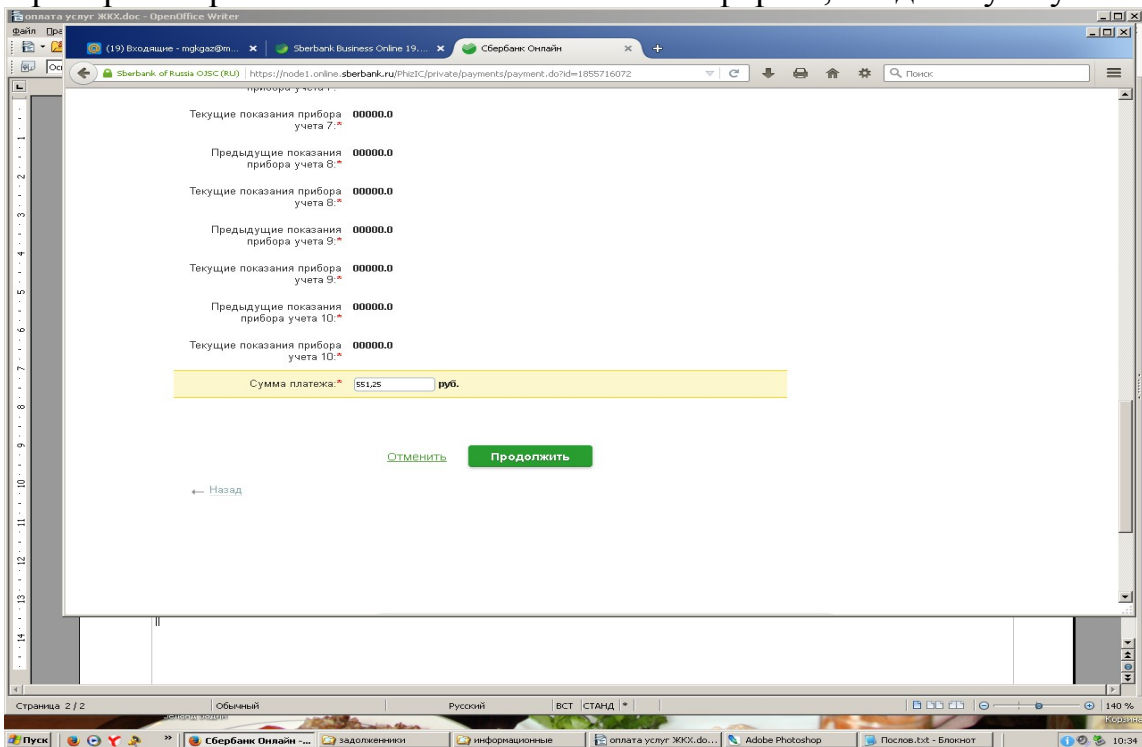 оплата услуг ЖКХ.doc - OpenOffice Writer
Файл Пра
(19) Входящие - mgkgaz@m... × Sberbank Business Online 19.... × Сбербанк Онлайн × +
Sberbank of Russia OJSC (RU) https://node1.online.sberbank.ru/PhizIC/private/payments/payment.do?id=1855716072 Поиск
Текущие показания прибора 00000.0
учета 7:*
Предыдущие показания 00000.0
прибора учета 8:*
Текущие показания прибора 00000.0
учета 8:*
Предыдущие показания 00000.0
прибора учета 9:*
Текущие показания прибора 00000.0
учета 9:*
Предыдущие показания 00000.0
прибора учета 10:*
Текущие показания прибора 00000.0
учета 10:*
Сумма платежа:* 551,25 руб.
Отменить Продолжить
← Назад
Страница 2 / 2 Обычный Русский ВСТ СТАНД * 140 %
Корзина
Пуск » Сбербанк Онлайн -... задолженники информационные оплата услуг ЖКХ.do... Adobe Photoshop Послов.txt - Блокнот 10:34